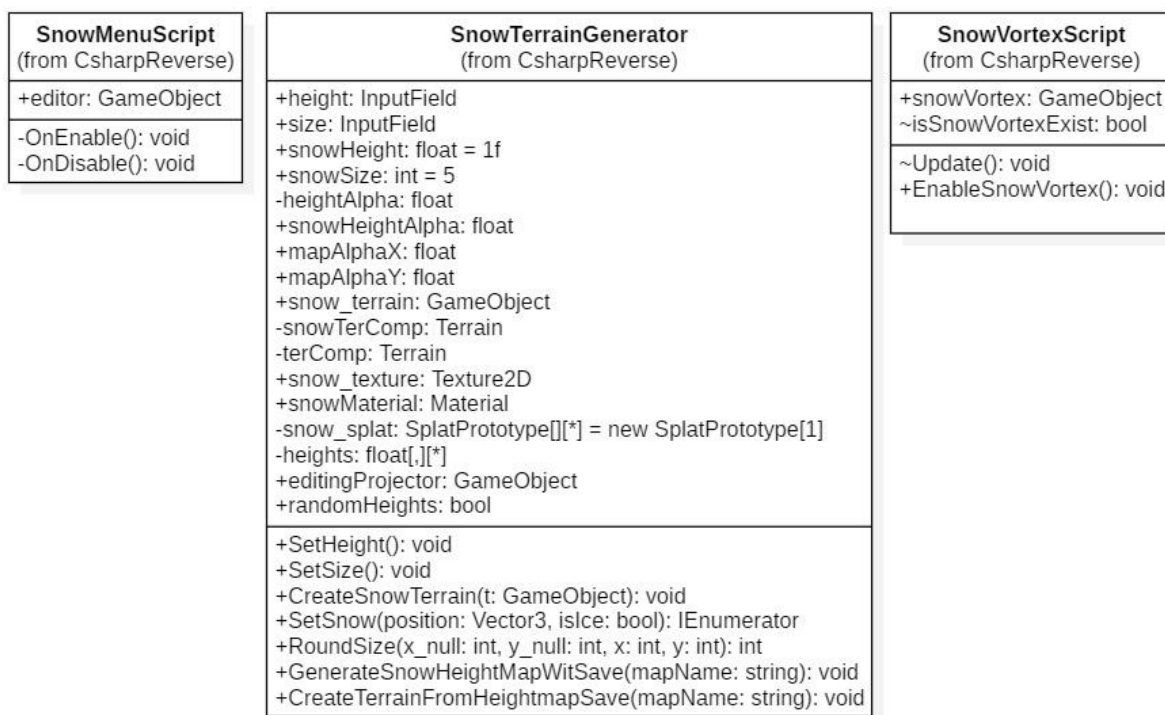 SnowMenuScript
(from CsharpReverse)
+editor: GameObject
-OnEnable(): void
-OnDisable(): void
SnowTerrainGenerator
(from CsharpReverse)
+height: InputField
+size: InputField
+snowHeight: float = 1f
+snowSize: int = 5
-heightAlpha: float
+snowHeightAlpha: float
+mapAlphaX: float
+mapAlphaY: float
+snow_terrain: GameObject
-snowTerComp: Terrain
-terComp: Terrain
+snow_texture: Texture2D
+snowMaterial: Material
-snow_splat: SplatPrototype[][*] = new SplatPrototype[1]
-heights: float[,][*]
+editingProjector: GameObject
+randomHeights: bool
+SetHeight(): void
+SetSize(): void
+CreateSnowTerrain(t: GameObject): void
+SetSnow(position: Vector3, isIce: bool): IEnumerator
+RoundSize(x_null: int, y_null: int, x: int, y: int): int
+GenerateSnowHeightMapWitSave(mapName: string): void
+CreateTerrainFromHeightmapSave(mapName: string): void
SnowVortexScript
(from CsharpReverse)
+snowVortex: GameObject
~isSnowVortexExist: bool
~Update(): void
+EnableSnowVortex(): void